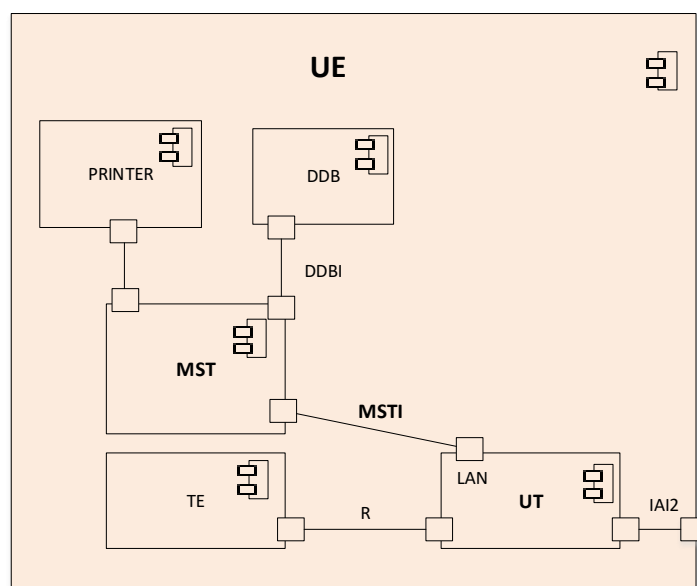 UE
PRINTER
DDB
DDBI
MST
MSTI
LAN
TE
R
UT
IAI2